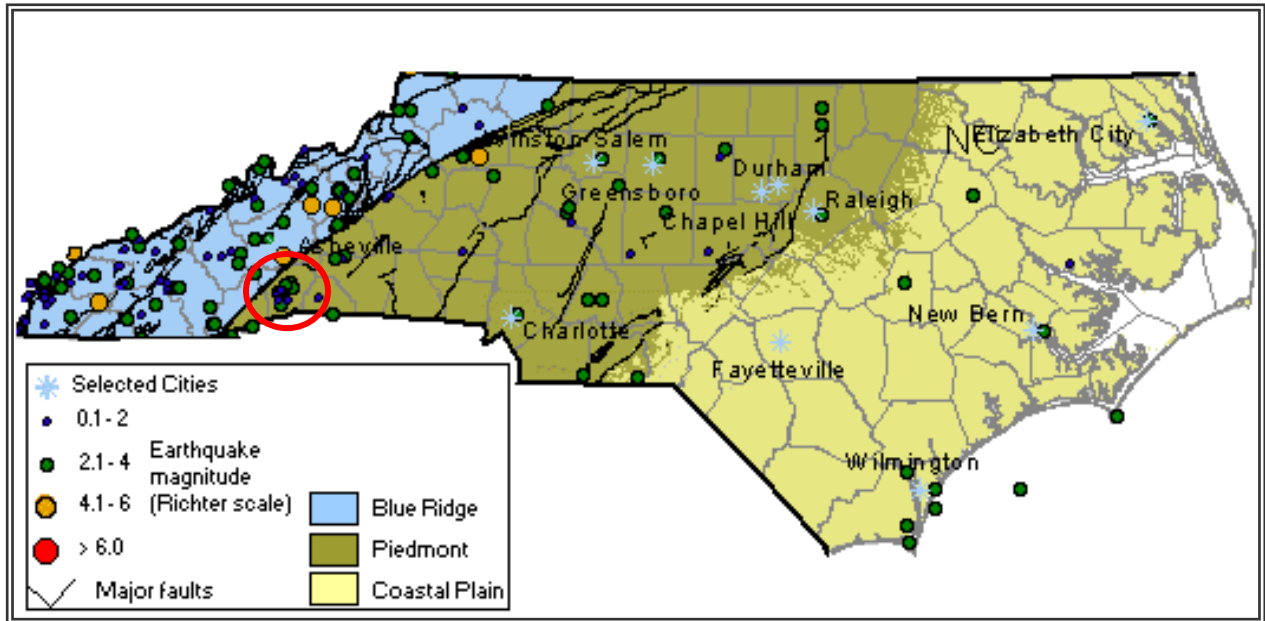 Winston-Salem
NC
Elizabeth City
Durham
Greensboro
Raleigh
Chapel Hill
Asheville
New Bern
Charlotte
Fayetteville
Wilmington
Selected Cities
0.1 - 2
2.1 - 4 Earthquake
magnitude
4.1 - 6 (Richter scale)
> 6.0
Major faults
Blue Ridge
Piedmont
Coastal Plain